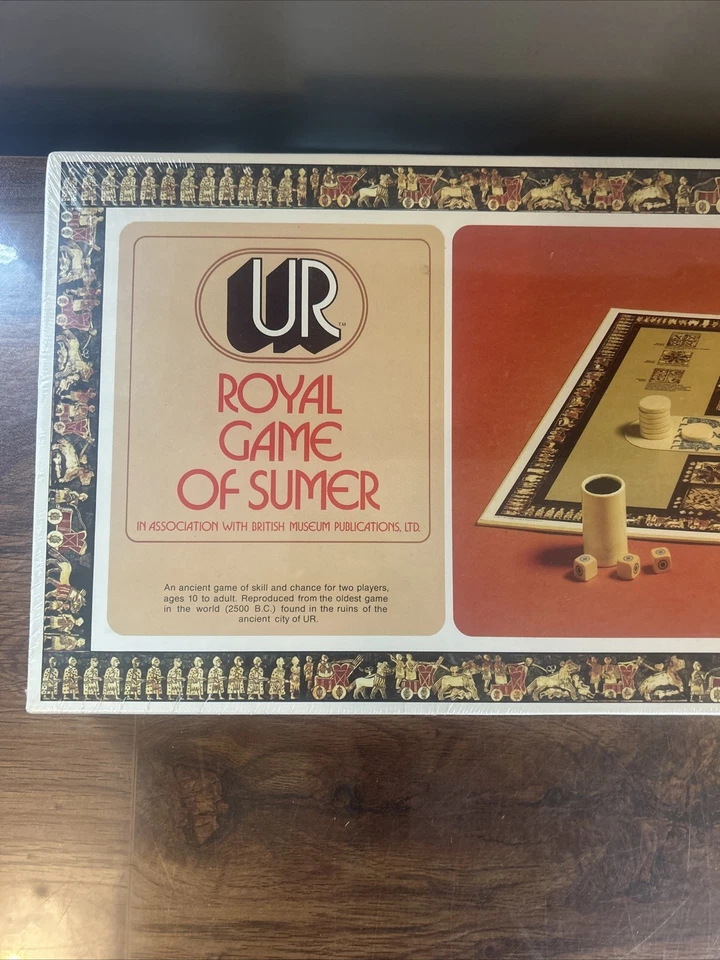 UR™
ROYAL
GAME
OF SUMER
IN ASSOCIATION WITH BRITISH MUSEUM PUBLICATIONS, LTD.
An ancient game of skill and chance for two players,
ages 10 to adult. Reproduced from the oldest game
in the world (2500 B.C.) found in the ruins of the
ancient city of UR.